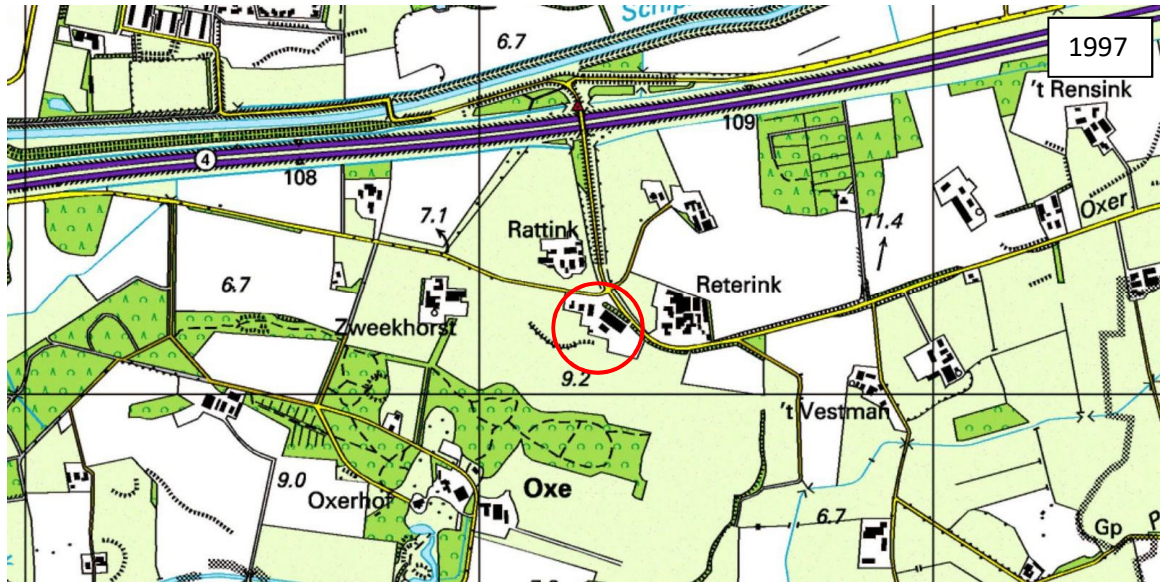 Schip
6.7
1997
't Rensink
4
109
108
Oxer
7.1
11.4
Rattink
6.7
Reterink
Zweekhorst
9.2
't Vestman
9.0
Oxe
Oxerhof
6.7
Gp
P